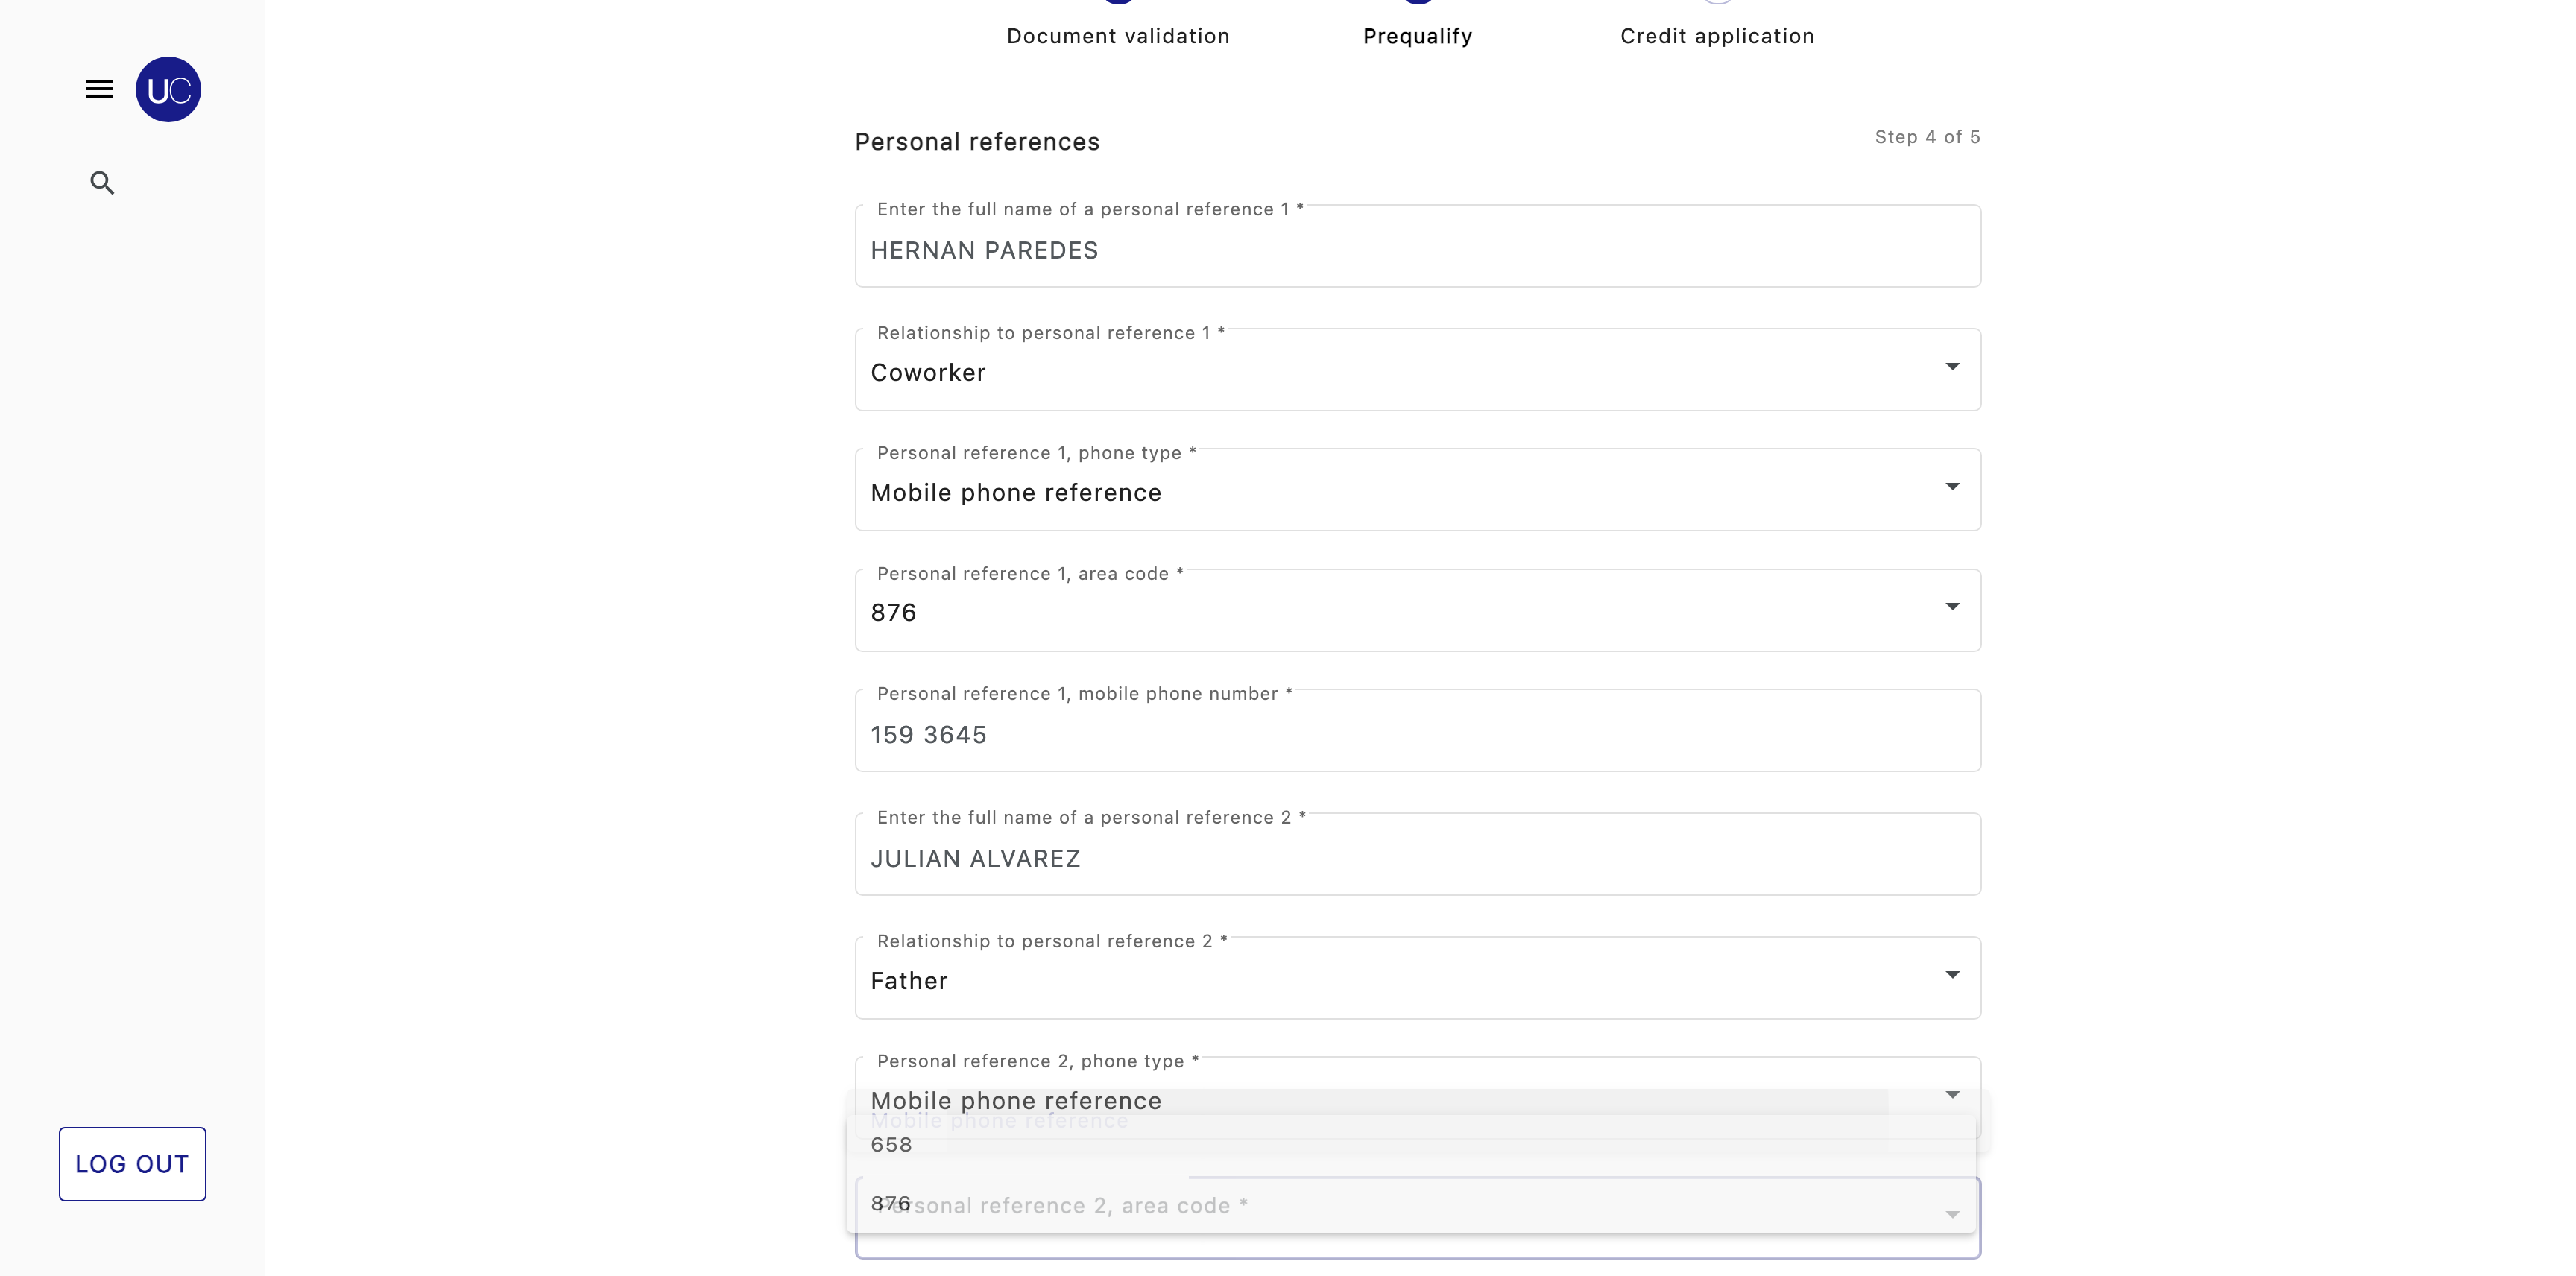 Document validation
Prequalify
Credit application
UC
Personal references
Step 4 of 5
Enter the full name of a personal reference 1 *
HERNAN PAREDES
Relationship to personal reference 1 *
Coworker
Personal reference 1, phone type *
Mobile phone reference
Personal reference 1, area code *
876
Personal reference 1, mobile phone number *
159 3645
Enter the full name of a personal reference 2 *
JULIAN ALVAREZ
Relationship to personal reference 2 *
Father
Personal reference 2, phone type *
Mobile phone reference
Mobile phone reference
658
876
Personal reference 2, area code *
LOG OUT